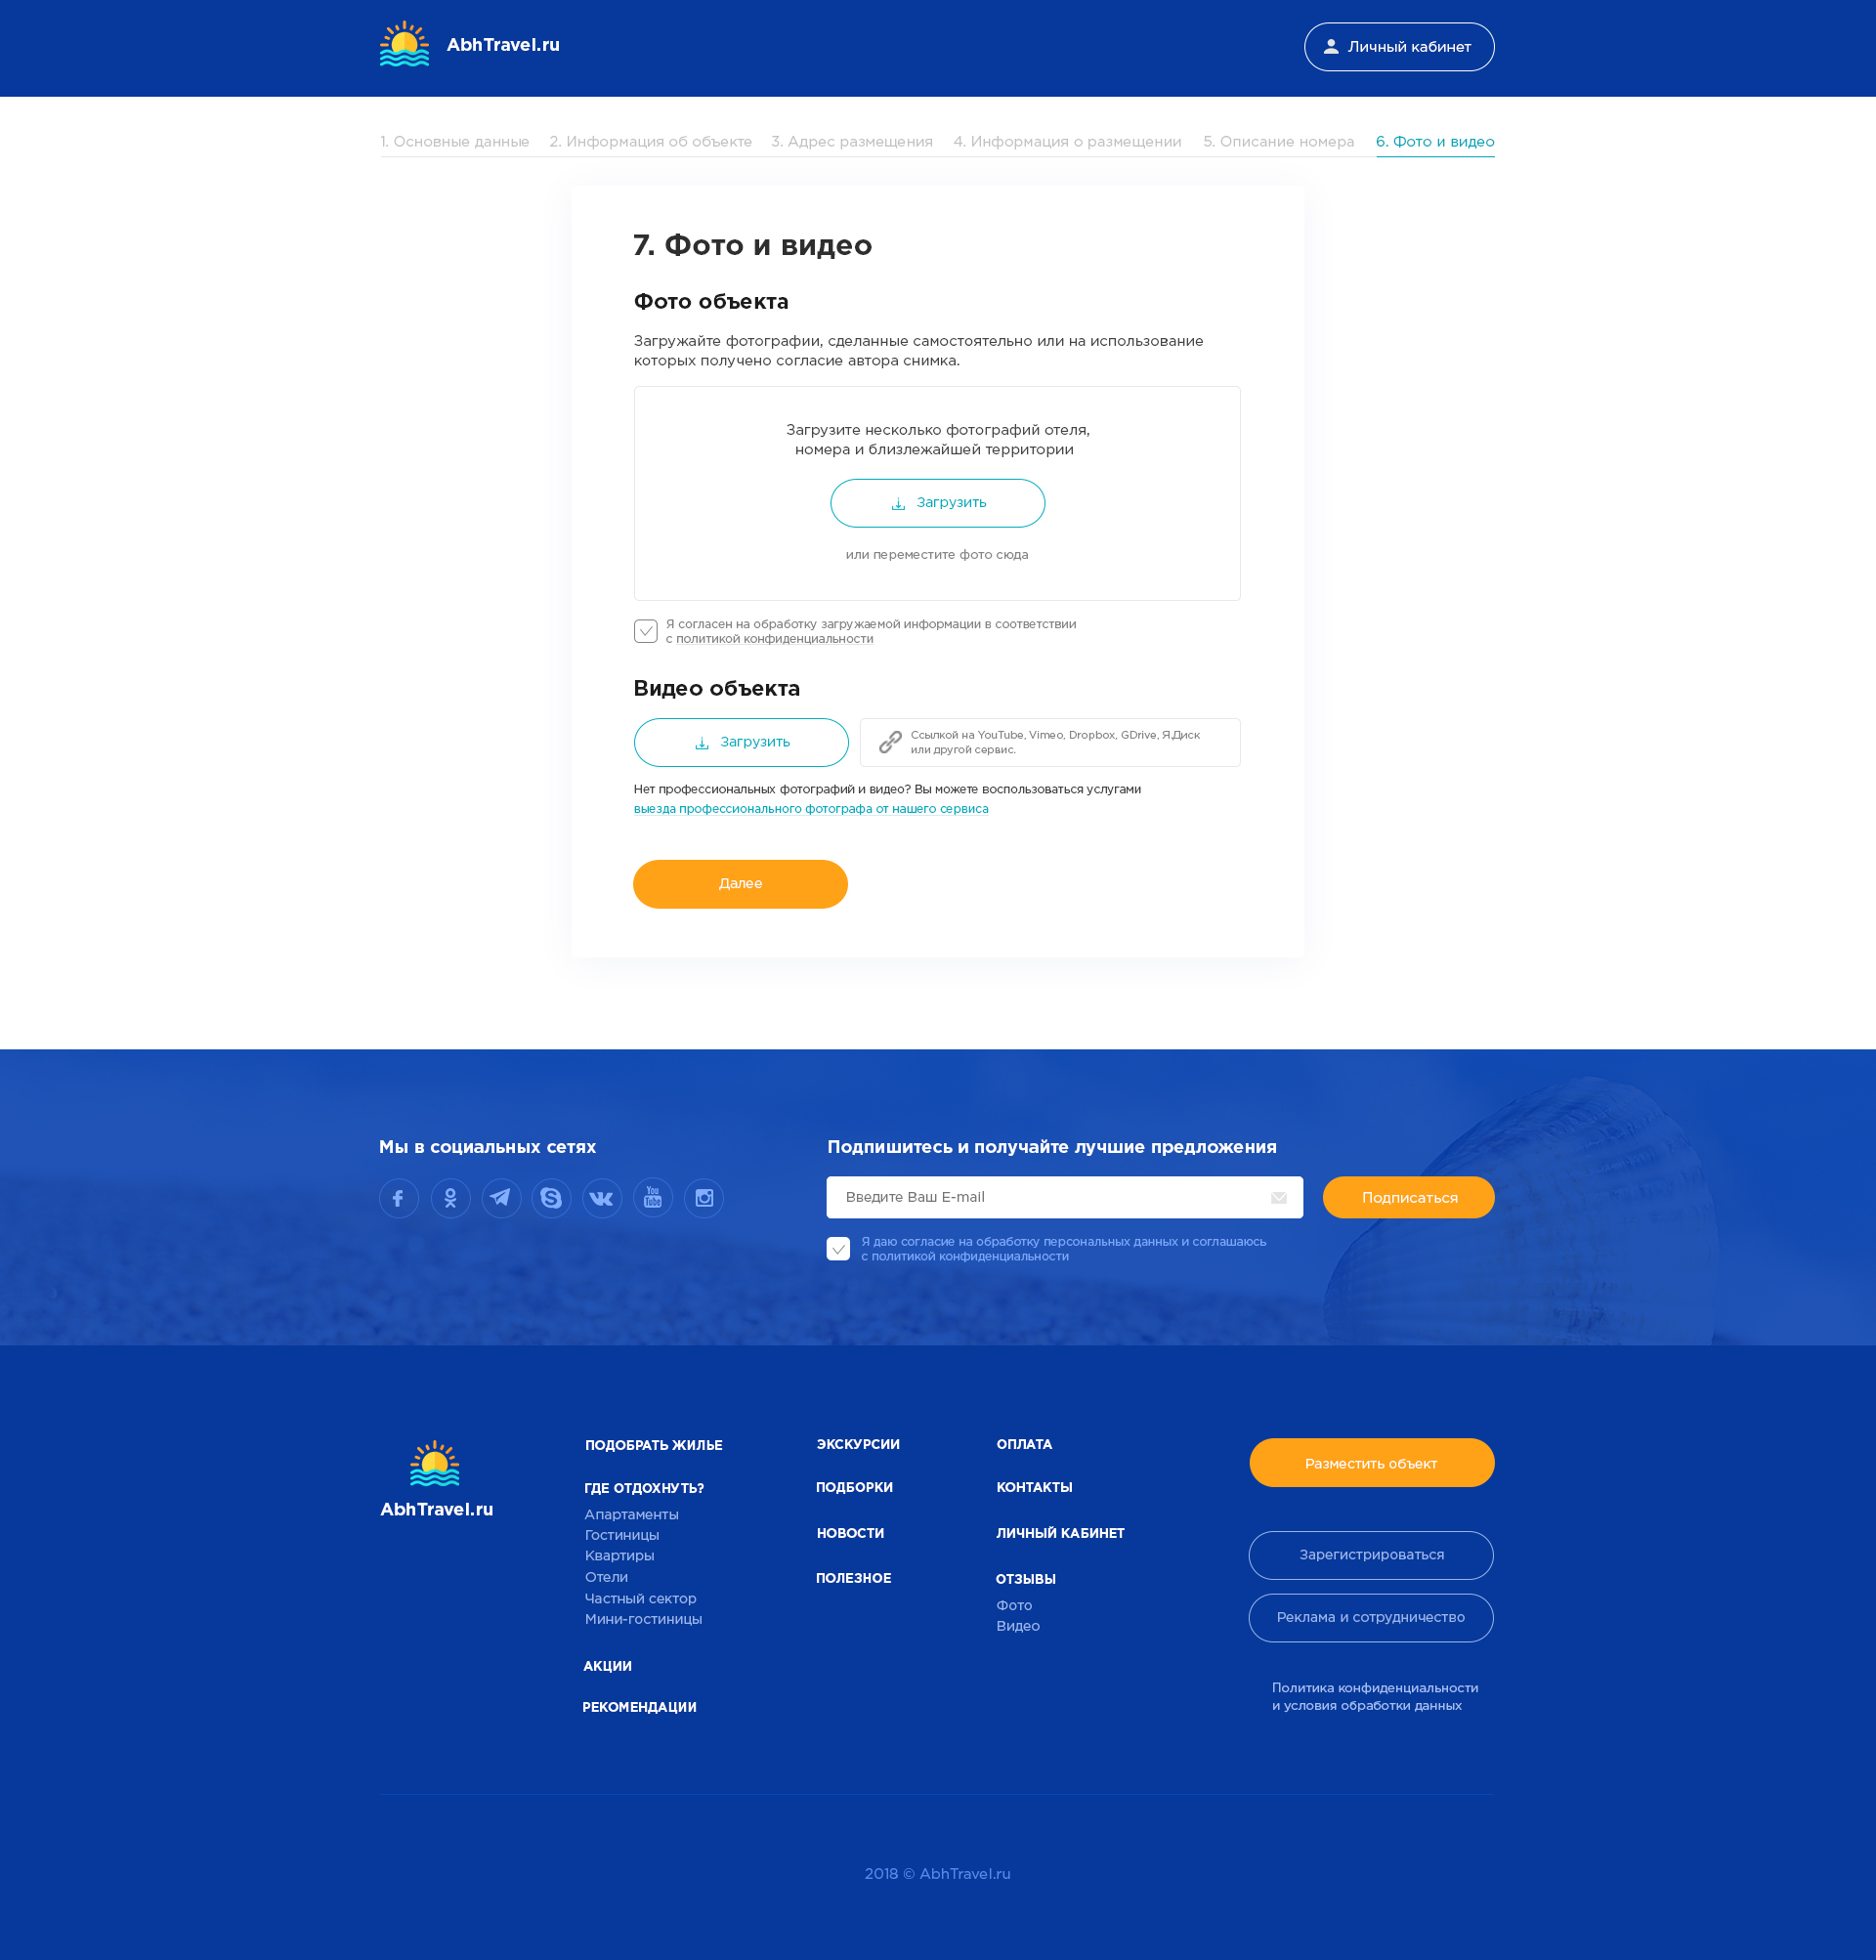 AbhTravel.ru
Личный кабинет
1. Основные данные
2. Информация об объекте
3. Адрес размещения
4. Информация о размещении
5. Описание номера
6. Фото и видео
7. Фото и видео
Фото объекта
Загружайте фотографии, сделанные самостоятельно или на использование
которых получено согласие автора снимка.
Загрузите несколько фотографий отеля,
номера и близлежайшей территории
Загрузить
или переместите фото сюда
Я согласен на обработку загружаемой информации в соответствии
с политикой конфиденциальности
Видео объекта
Загрузить
Ссылкой на YouTube, Vimeo, Dropbox, GDrive, Я.Диск
или другой сервис.
Нет профессиональных фотографий и видео? Вы можете воспользоваться услугами
выезда профессионального фотографа от нашего сервиса
Далее
Мы в социальных сетях
You
Tube
Подпишитесь и получайте лучшие предложения
Введите Ваш E-mail
Подписаться
Я даю согласие на обработку персональных данных и соглашаюсь
с политикой конфиденциальности
AbhTravel.ru
ПОДОБРАТЬ ЖИЛЬЕ
ГДЕ ОТДОХНУТЬ?
Апартаменты
Гостиницы
Квартиры
Отели
Частный сектор
Мини-гостиницы
АКЦИИ
РЕКОМЕНДАЦИИ
ЭКСКУРСИИ
ПОДБОРКИ
НОВОСТИ
ПОЛЕЗНОЕ
ОПЛАТА
КОНТАКТЫ
ЛИЧНЫЙ КАБИНЕТ
ОТЗЫВЫ
Фото
Видео
Разместить объект
Зарегистрироваться
Реклама и сотрудничество
Политика конфиденциальности
и условия обработки данных
2018 © AbhTravel.ru